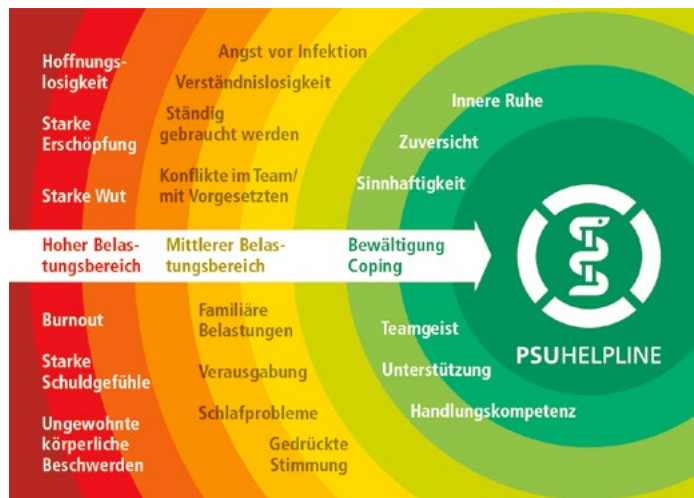 Hoffnungs-
losigkeit
Starke
Erschöpfung
Starke Wut
Angst vor Infektion
Verständnislosigkeit
Ständig
gebraucht werden
Konflikte im Team/
mit Vorgesetzten
Innere Ruhe
Zuversicht
Sinnhaftigkeit
Hoher Belas-
tungsbereich
Mittlerer Belas-
tungsbereich
Bewältigung
Coping
Burnout
Starke
Schuldgefühle
Ungewohnte
körperliche
Beschwerden
Familiäre
Belastungen
Verausgabung
Schlafprobleme
Gedrückte
Stimmung
Teamgeist
Unterstützung
Handlungskompetenz
PSUHELPLINE